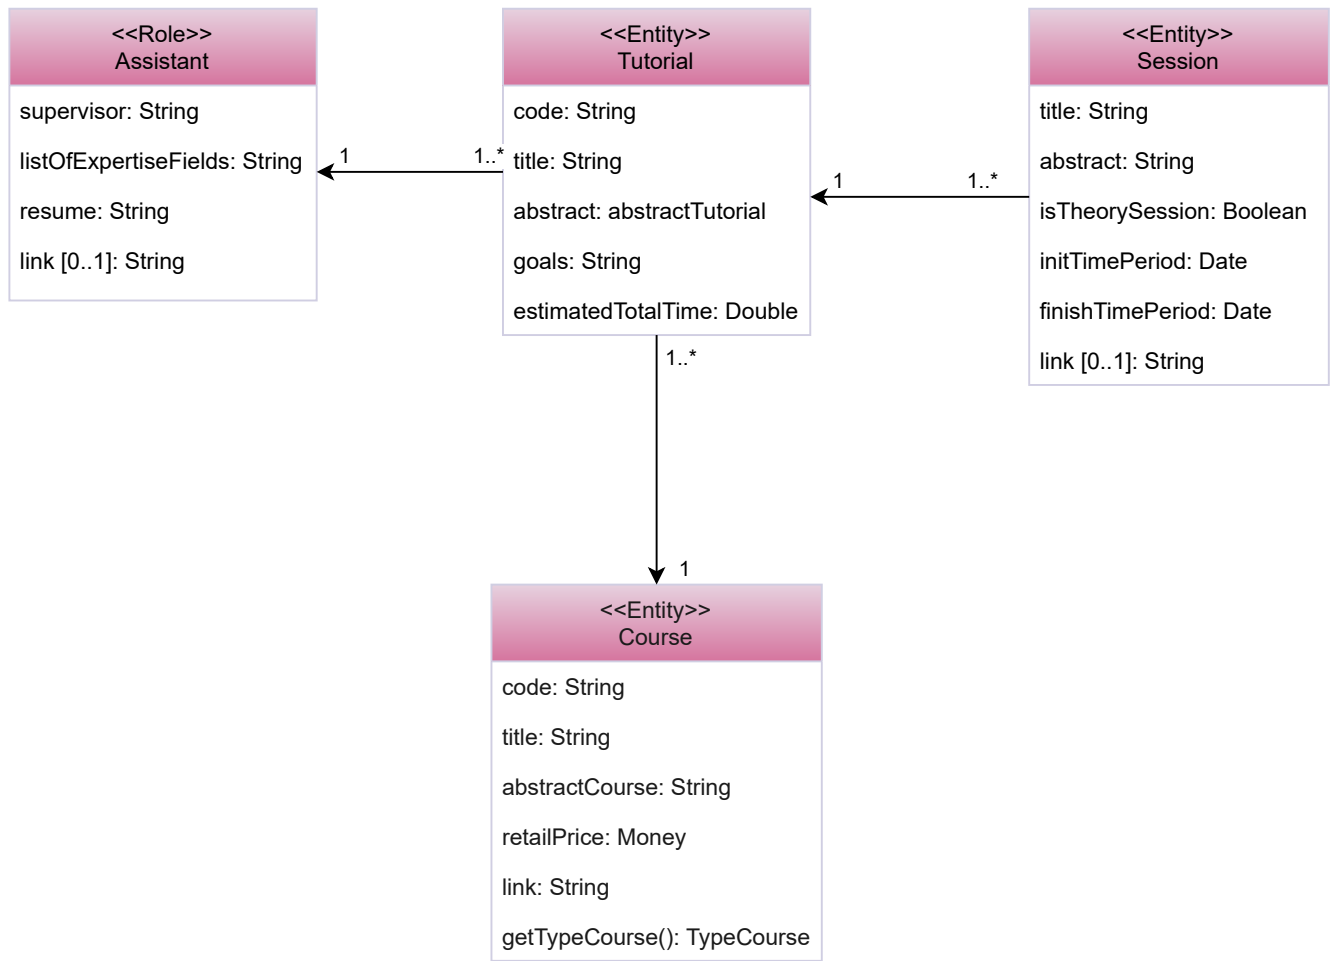 <<Role>>
Assistant
supervisor: String
listOfExpertiseFields: String
resume: String
link [0..1]: String
1
1..*
<<Entity>>
Tutorial
code: String
title: String
abstract: abstractTutorial
goals: String
estimatedTotalTime: Double
1
1..*
<<Entity>>
Session
title: String
abstract: String
isTheorySession: Boolean
initTimePeriod: Date
finishTimePeriod: Date
link [0..1]: String
1..*
1
<<Entity>>
Course
code: String
title: String
abstractCourse: String
retailPrice: Money
link: String
getTypeCourse(): TypeCourse